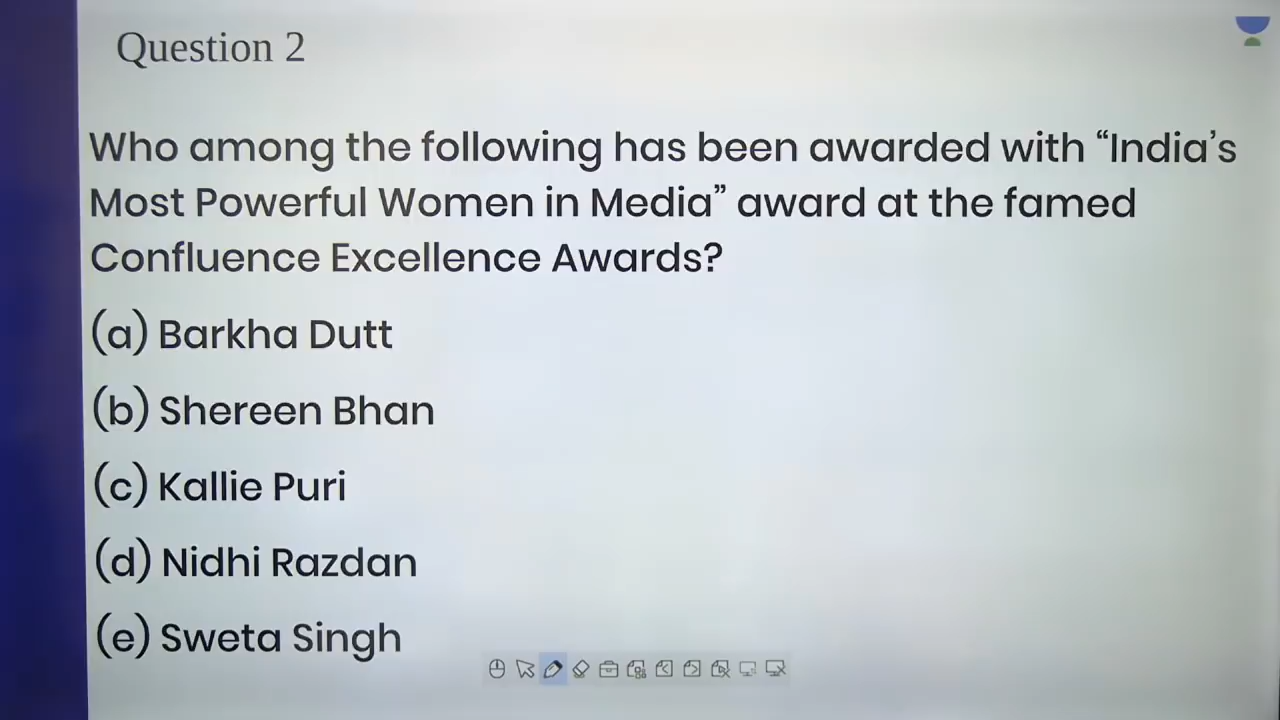 Question 2
Who among the following has been awarded with “India’s
Most Powerful Women in Media” award at the famed
Confluence Excellence Awards?
(a) Barkha Dutt
(b) Shereen Bhan
(c) Kallie Puri
(d) Nidhi Razdan
(e) Sweta Singh